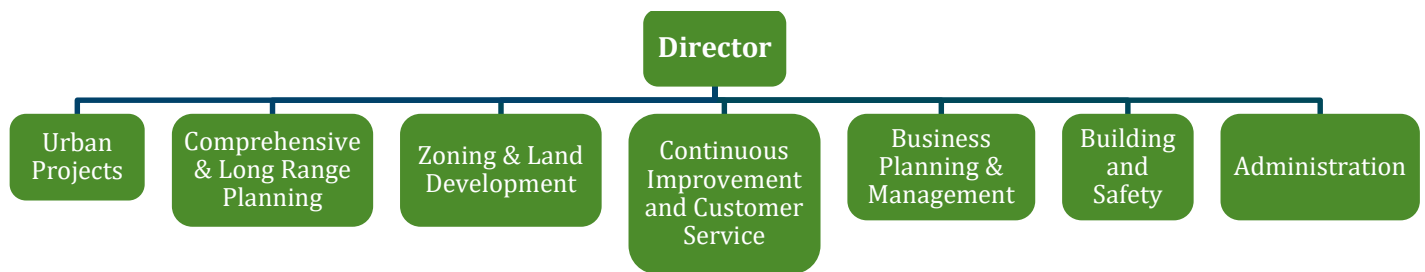 Director
Urban
Projects
Comprehensive
& Long Range
Planning
Zoning & Land
Development
Continuous
Improvement
and Customer
Service
Business
Planning &
Management
Building
and
Safety
Administration